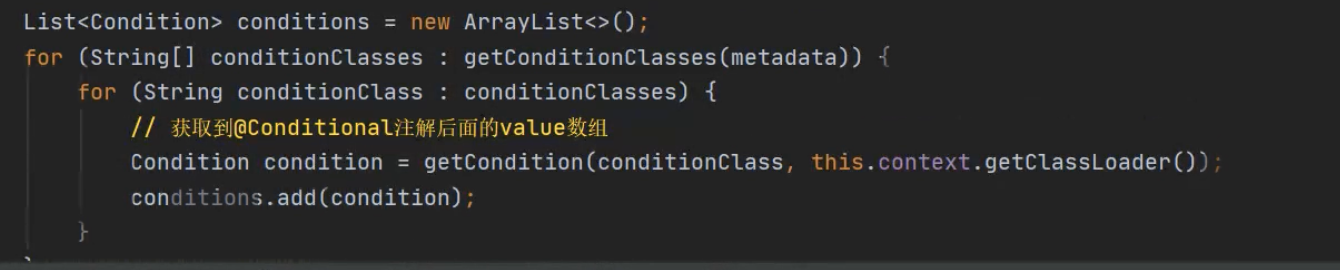 List<Condition> conditions = new ArrayList<>();
for (String[] conditionClasses : getConditionClasses(metadata)) {
for (String conditionClass : conditionClasses) {
// 获取到@Conditional注解后面的value数组
Condition condition = getCondition(conditionClass, this.context.getClassLoader());
conditions.add(condition);
}